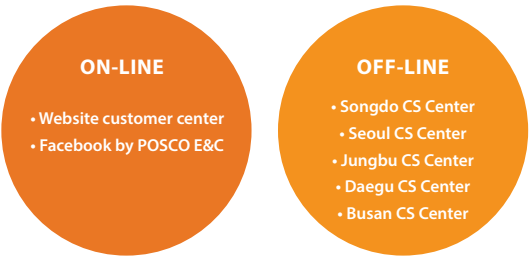 ON-LINE
• Website customer center
• Facebook by POSCO E&C
OFF-LINE
• Songdo CS Center
• Seoul CS Center
• Jungbu CS Center
• Daegu CS Center
• Busan CS Center